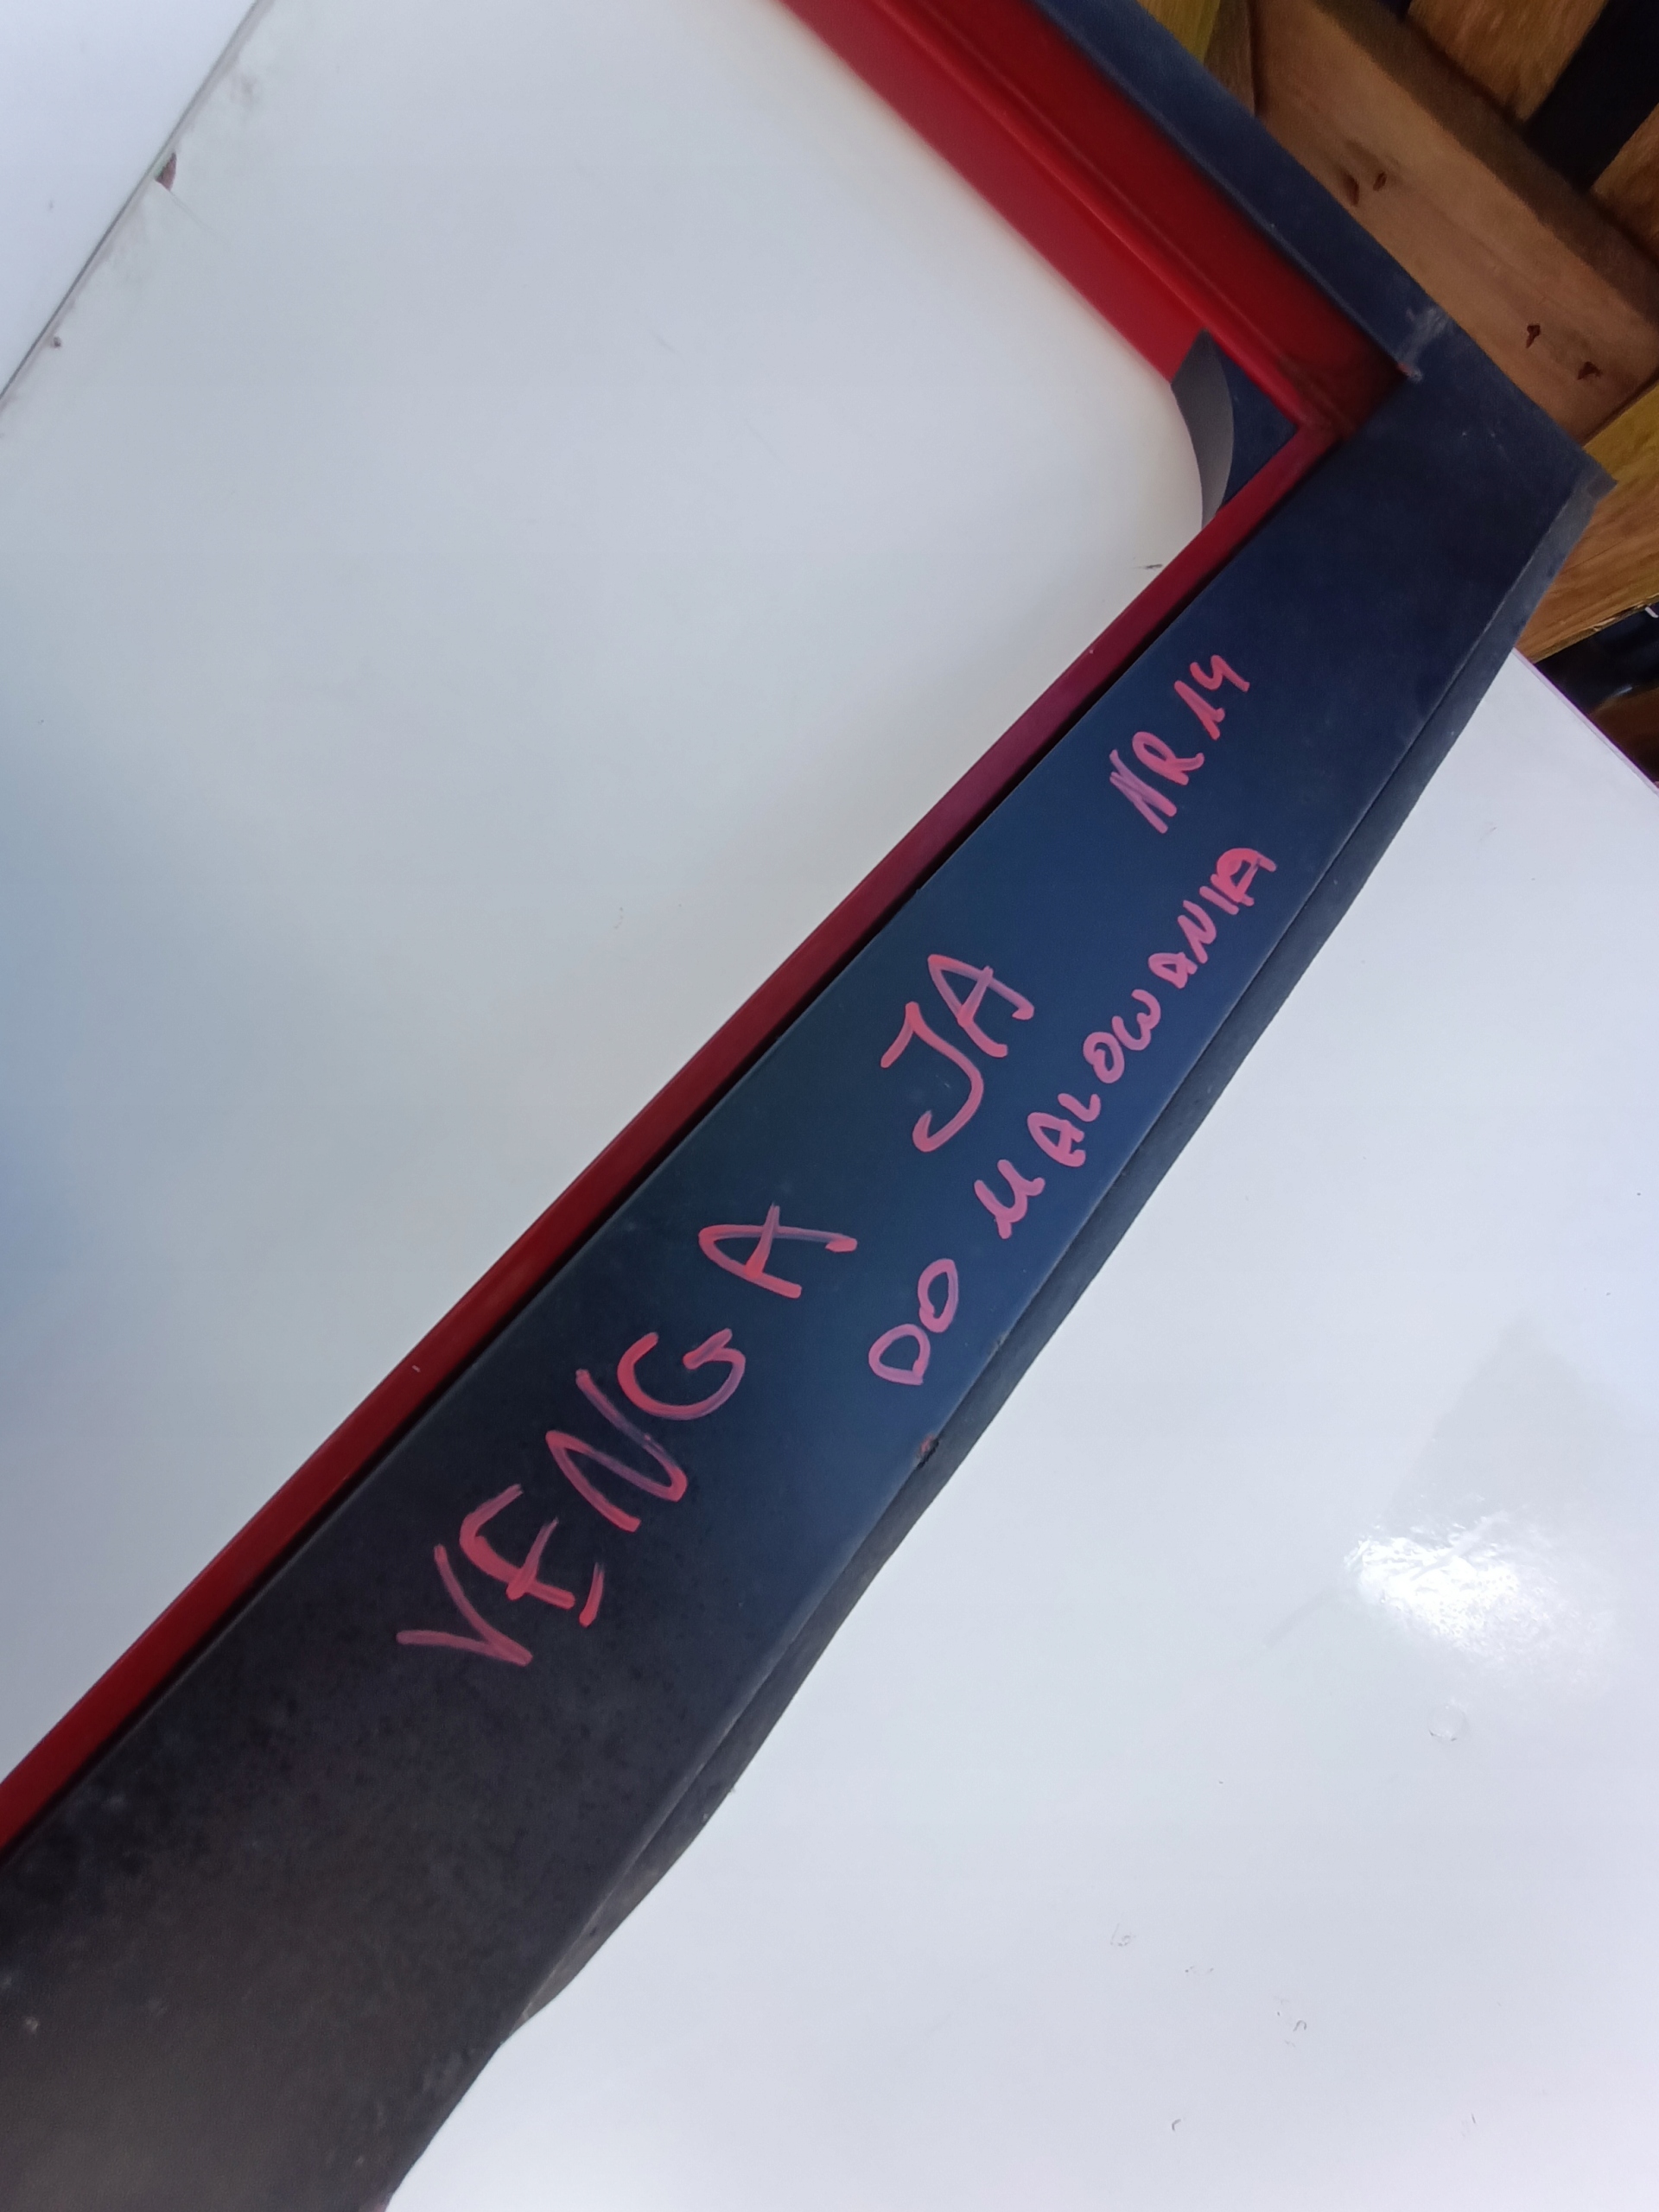 VENGA JA NR 14
DO MALOWANIA